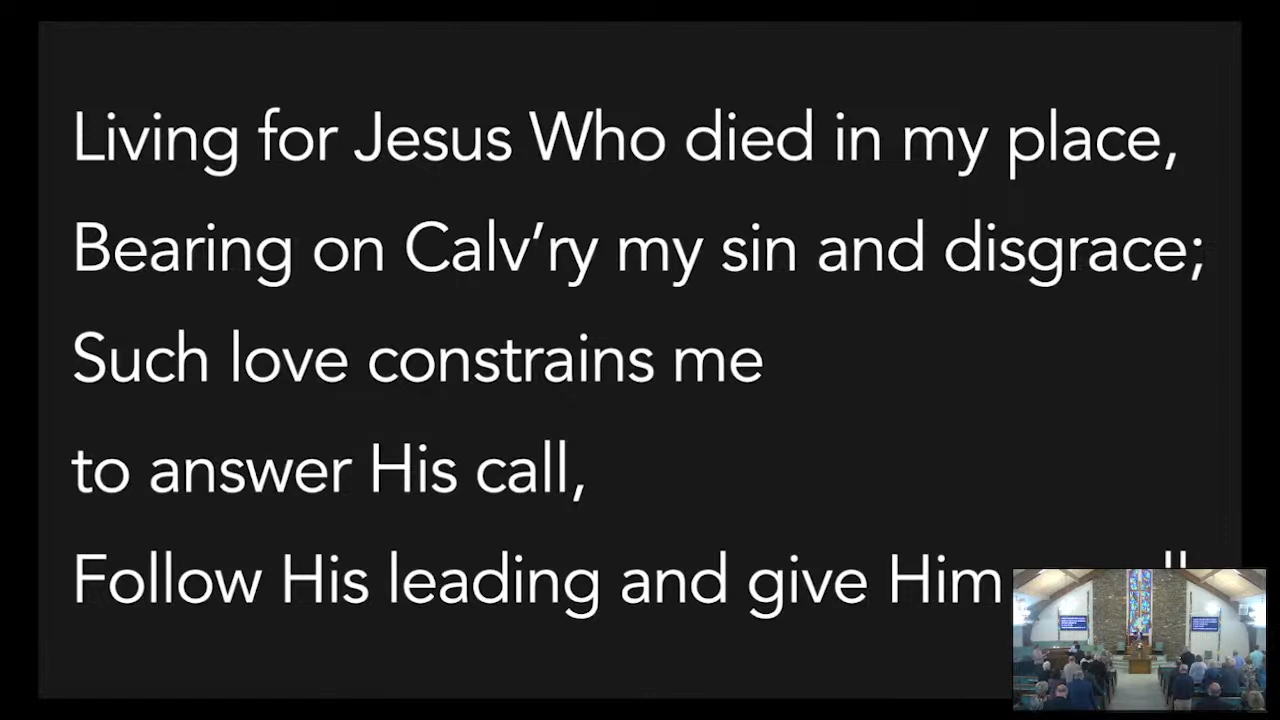 Living for Jesus Who died in my place,
Bearing on Calv’ry my sin and disgrace;
Such love constrains me
to answer His call,
Follow His leading and give Him